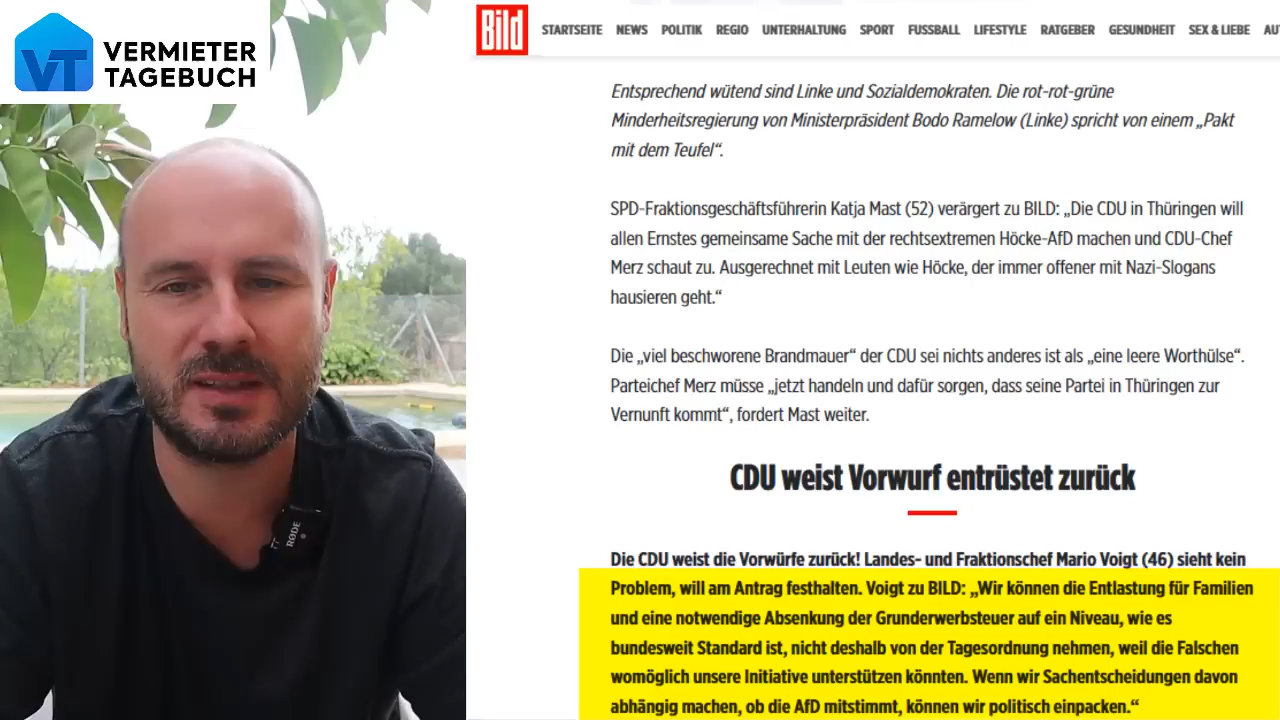 VERMIETER
TAGEBUCH
VT
Bild
STARTSEITE NEWS POLITIK REGIO UNTERHALTUNG SPORT FUSSBALL LIFESTYLE RATGEBER GESUNDHEIT SEX & LIEBE AU
Entsprechend wütend sind Linke und Sozialdemokraten. Die rot-rot-grüne
Minderheitsregierung von Ministerpräsident Bodo Ramelow (Linke) spricht von einem „Pakt
mit dem Teufel“.
SPD-Fraktionsgeschäftsführerin Katja Mast (52) verärgert zu BILD: „Die CDU in Thüringen will
allen Ernstes gemeinsame Sache mit der rechtsextremen Höcke-AfD machen und CDU-Chef
Merz schaut zu. Ausgerechnet mit Leuten wie Höcke, der immer offener mit Nazi-Slogans
hausieren geht.“
Die „viel beschworene Brandmauer“ der CDU sei nichts anderes ist als „eine leere Worthülse“.
Parteichef Merz müsse „jetzt handeln und dafür sorgen, dass seine Partei in Thüringen zur
Vernunft kommt“, fordert Mast weiter.
CDU weist Vorwurf entrüstet zurück
Die CDU weist die Vorwürfe zurück! Landes- und Fraktionschef Mario Voigt (46) sieht kein
Problem, will am Antrag festhalten. Voigt zu BILD: „Wir können die Entlastung für Familien
und eine notwendige Absenkung der Grunderwerbsteuer auf ein Niveau, wie es
bundesweit Standard ist, nicht deshalb von der Tagesordnung nehmen, weil die Falschen
womöglich unsere Initiative unterstützen könnten. Wenn wir Sachentscheidungen davon
abhängig machen, ob die AfD mitstimmt, können wir politisch einpacken.“
RØDE